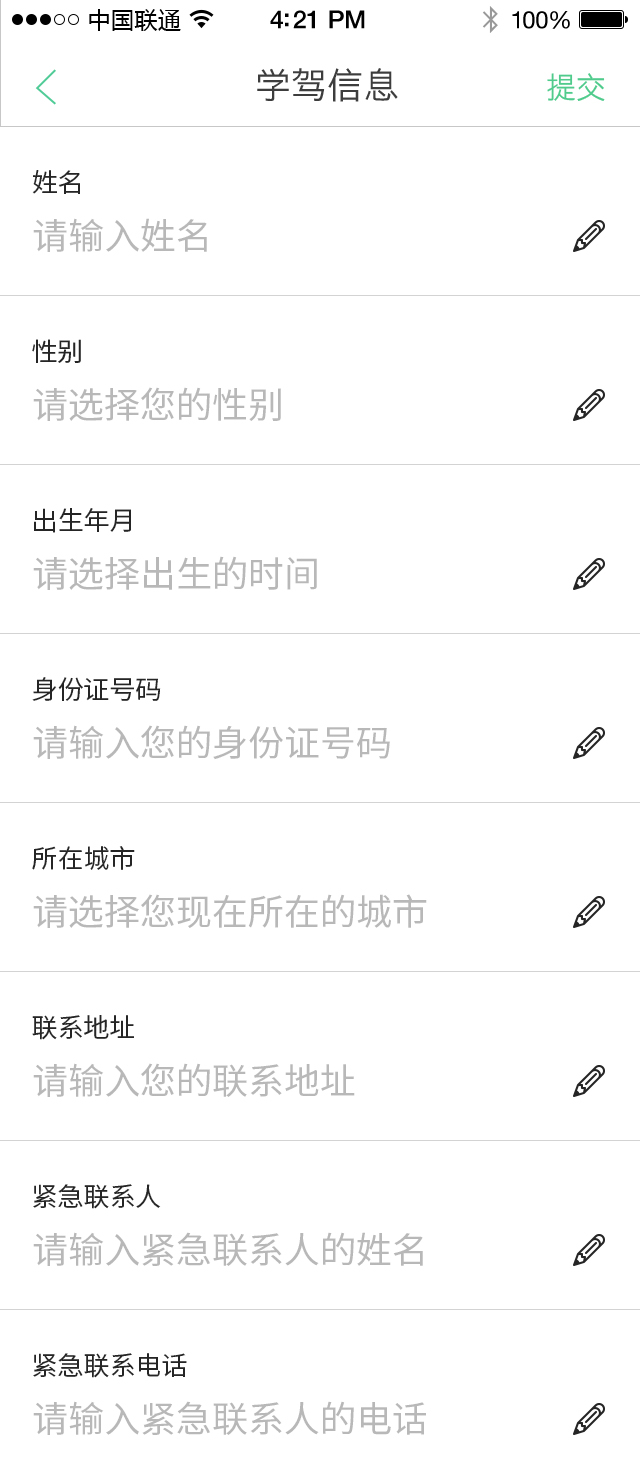 中国联通 4:21 PM 100%
学驾信息 提交
姓名
请输入姓名
性别
请选择您的性别
出生年月
请选择出生的时间
身份证号码
请输入您的身份证号码
所在城市
请选择您现在所在的城市
联系地址
请输入您的联系地址
紧急联系人
请输入紧急联系人的姓名
紧急联系电话
请输入紧急联系人的电话